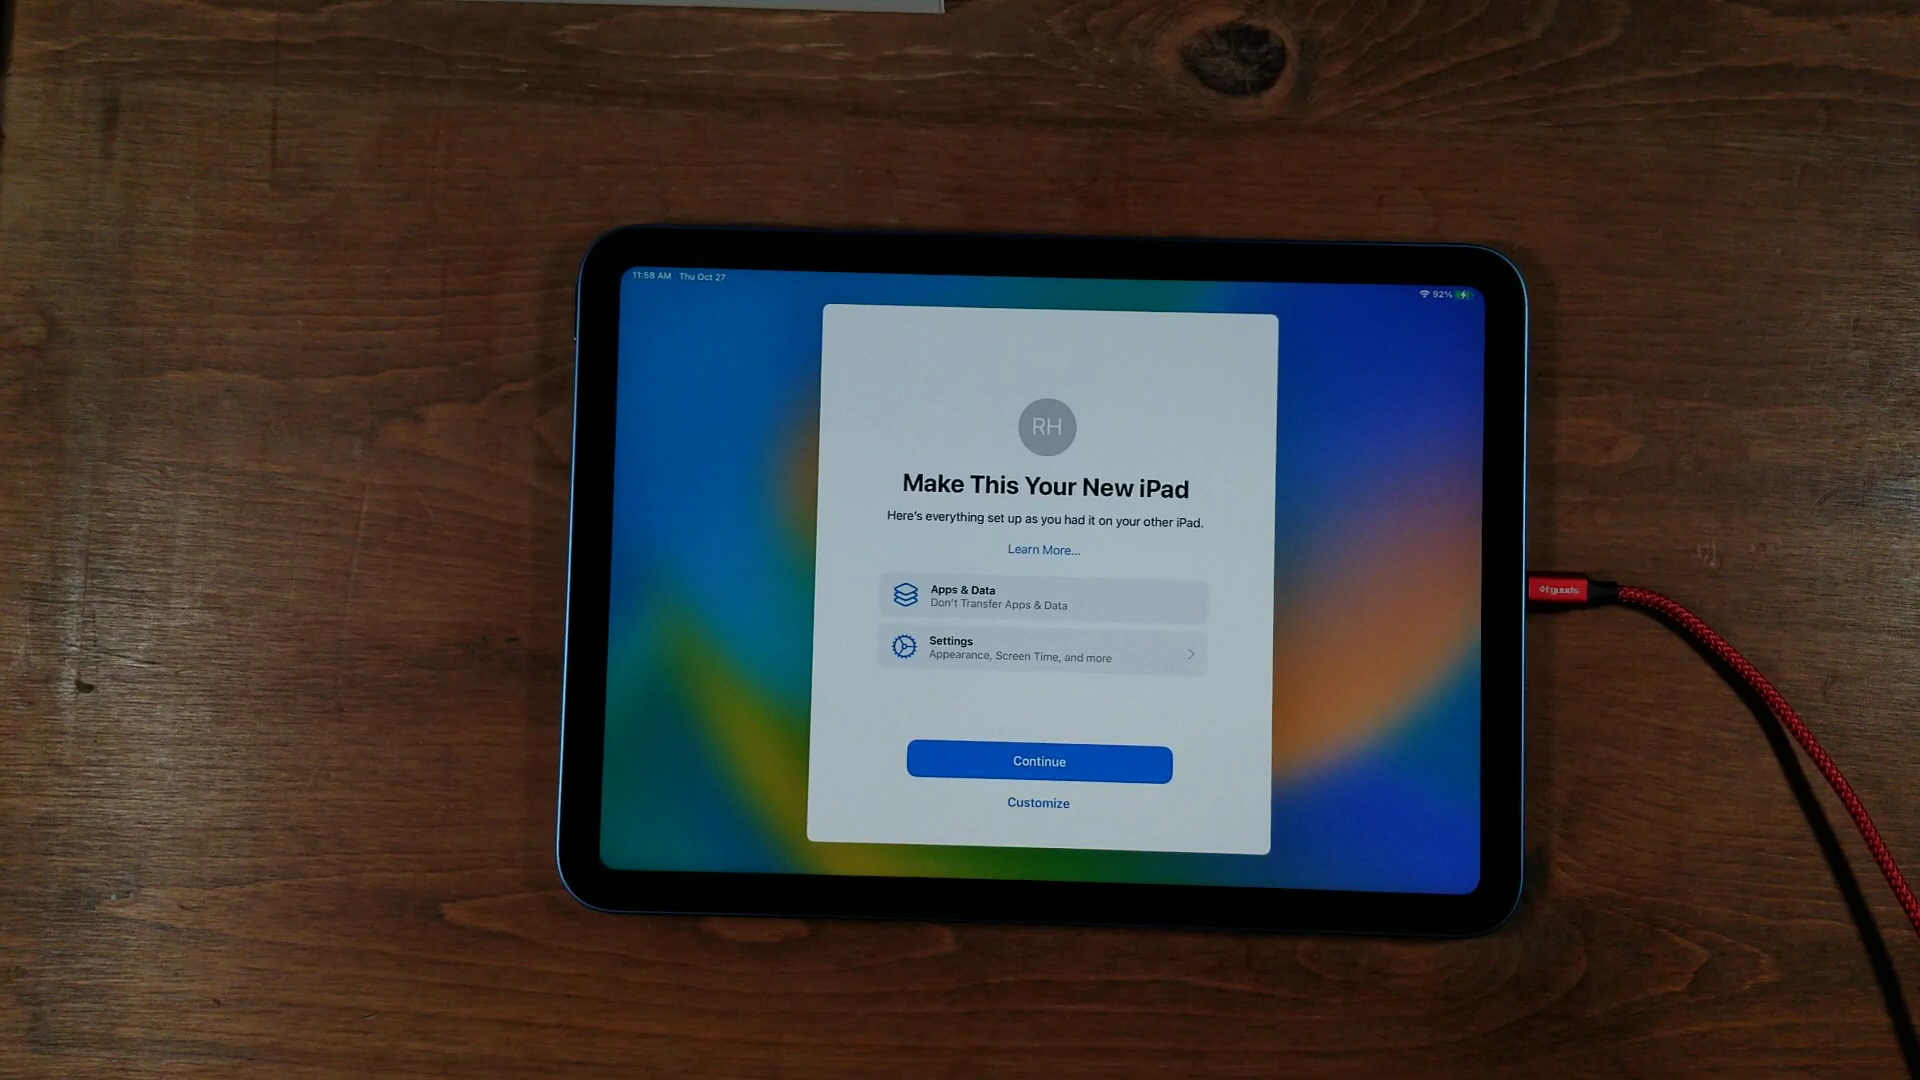 11:58 AM Thu Oct 27
92%
RH
Make This Your New iPad
Here's everything set up as you had it on your other iPad.
Learn More...
Apps & Data
Don't Transfer Apps & Data
Settings
Appearance, Screen Time, and more
Continue
Customize